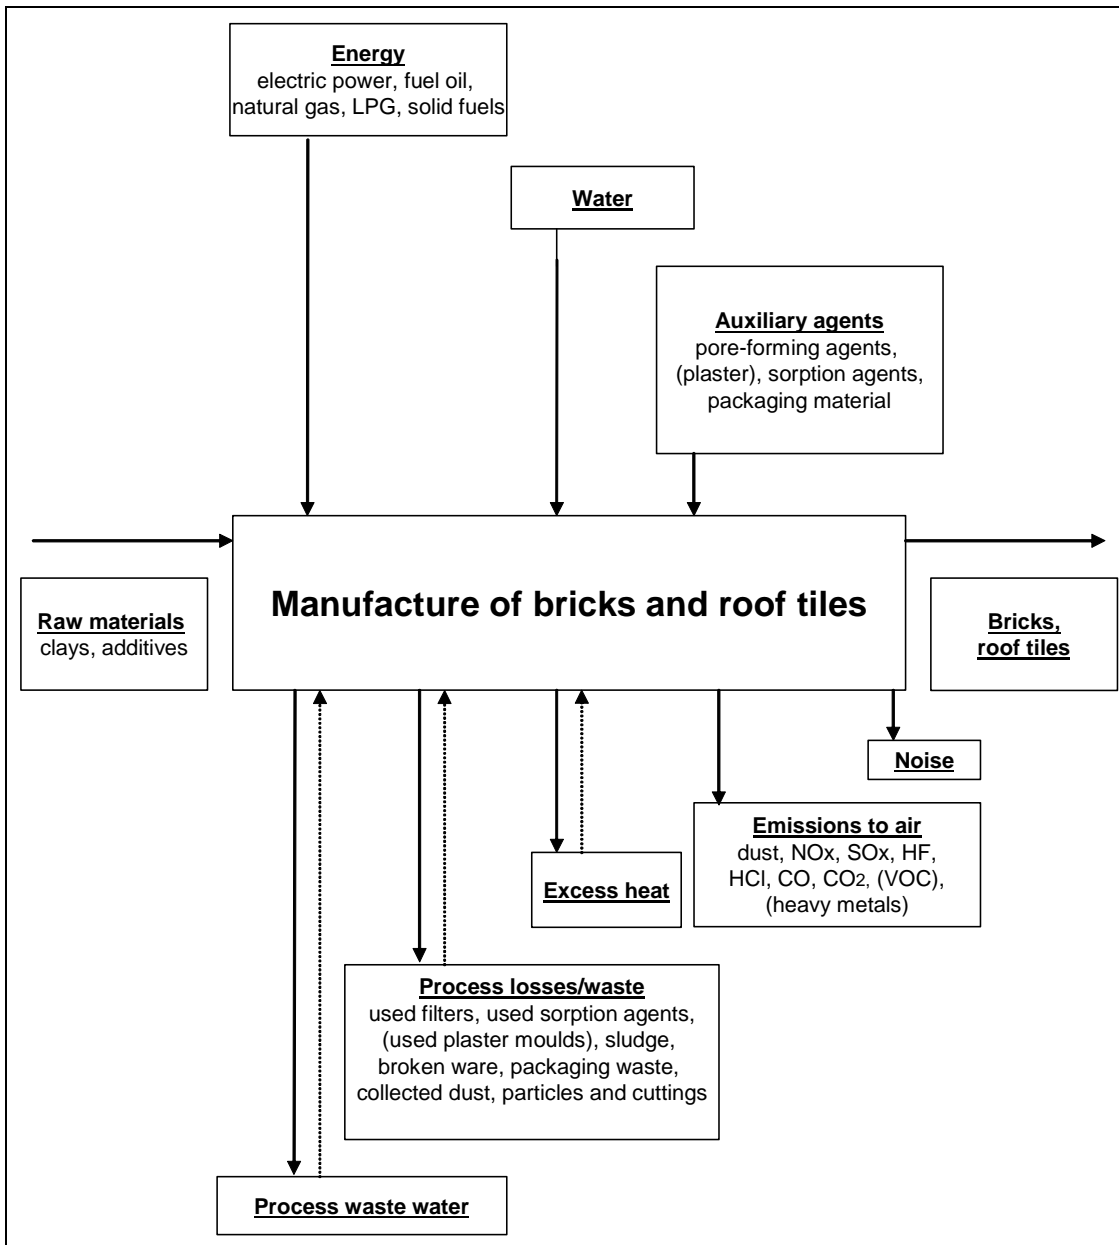 Energy
electric power, fuel oil,
natural gas, LPG, solid fuels
Water
Auxiliary agents
pore-forming agents,
(plaster), sorption agents,
packaging material
Manufacture of bricks and roof tiles
Raw materials
clays, additives
Bricks,
roof tiles
Noise
Emissions to air
dust, NOx, SOx, HF,
HCl, CO, CO2, (VOC),
(heavy metals)
Excess heat
Process losses/waste
used filters, used sorption agents,
(used plaster moulds), sludge,
broken ware, packaging waste,
collected dust, particles and cuttings
Process waste water